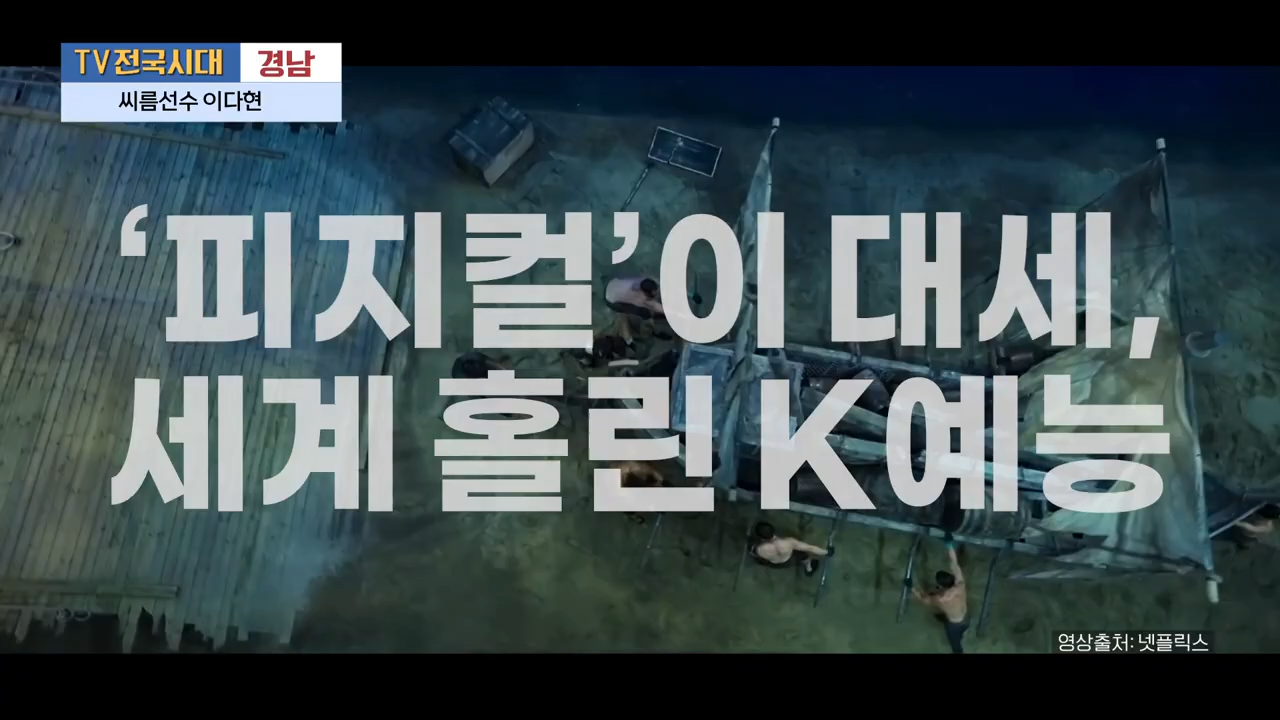 TV전국시대 경남
씨름선수 이다현
‘피지컬’이 대세,
세계 홀린 K예능
영상출처: 넷플릭스